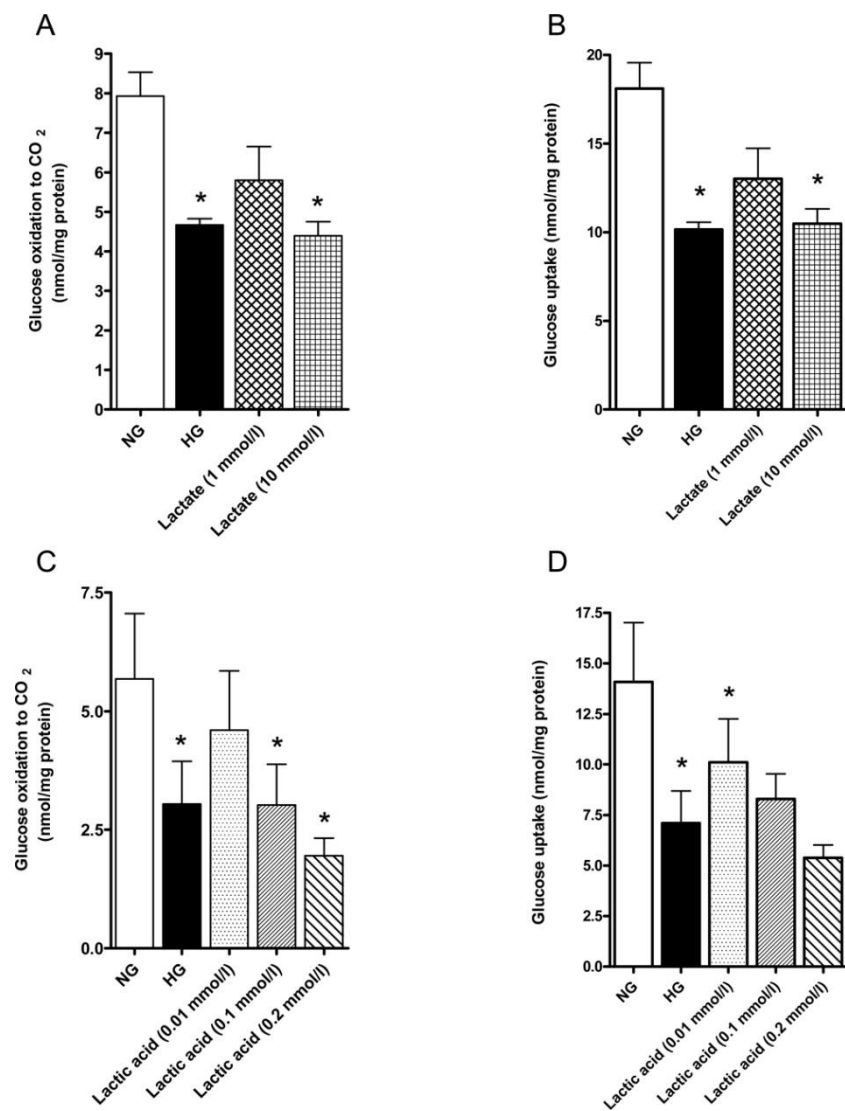 A
Glucose oxidation to CO 2
(nmol/mg protein)
9
8
7
6
5
4
3
2
1
0
*
*
NG
HG
Lactate (1 mmol/l)
Lactate (10 mmol/l)
B
Glucose uptake (nmol/mg protein)
20
15
10
5
0
*
*
NG
HG
Lactate (1 mmol/l)
Lactate (10 mmol/l)
C
Glucose oxidation to CO 2
(nmol/mg protein)
7.5
5.0
2.5
0.0
*
*
*
NG
HG
Lactic acid (0.01 mmol/l)
Lactic acid (0.1 mmol/l)
Lactic acid (0.2 mmol/l)
D
Glucose uptake (nmol/mg protein)
17.5
15.0
12.5
10.0
7.5
5.0
2.5
0.0
*
*
NG
HG
Lactic acid (0.01 mmol/l)
Lactic acid (0.1 mmol/l)
Lactic acid (0.2 mmol/l)